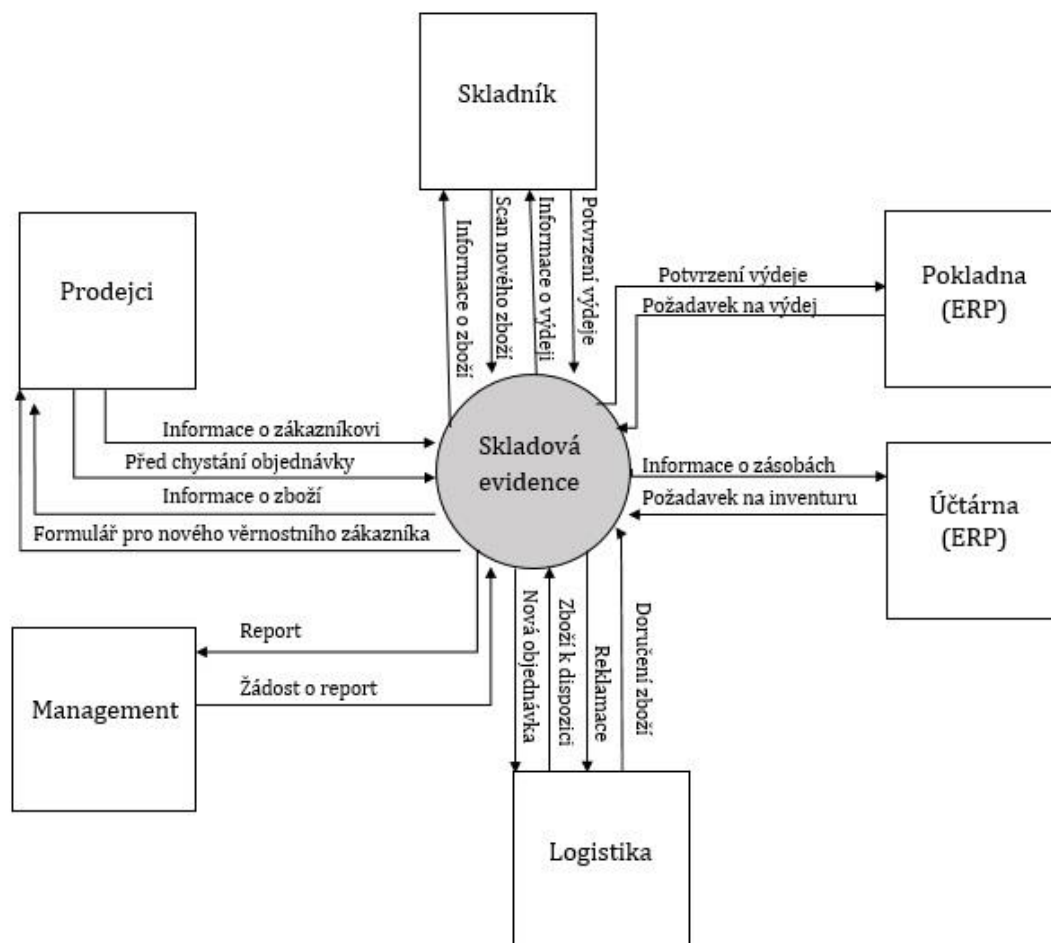 Skladník
Informace o zboží
Scan nového zboží
Informace o výdeji
Potvrzení výdeje
Prodejci
Potvrzení výdeje
Požadavek na výdej
Pokladna
(ERP)
Informace o zákazníkovi
Před chystání objednávky
Informace o zboží
Formulář pro nového věrnostního zákazníka
Skladová
evidence
Informace o zásobách
Požadavek na inventuru
Účtárna
(ERP)
Report
Žádost o report
Management
Nová objednávka
Zboží k dispozici
Reklamace
Doručení zboží
Logistika